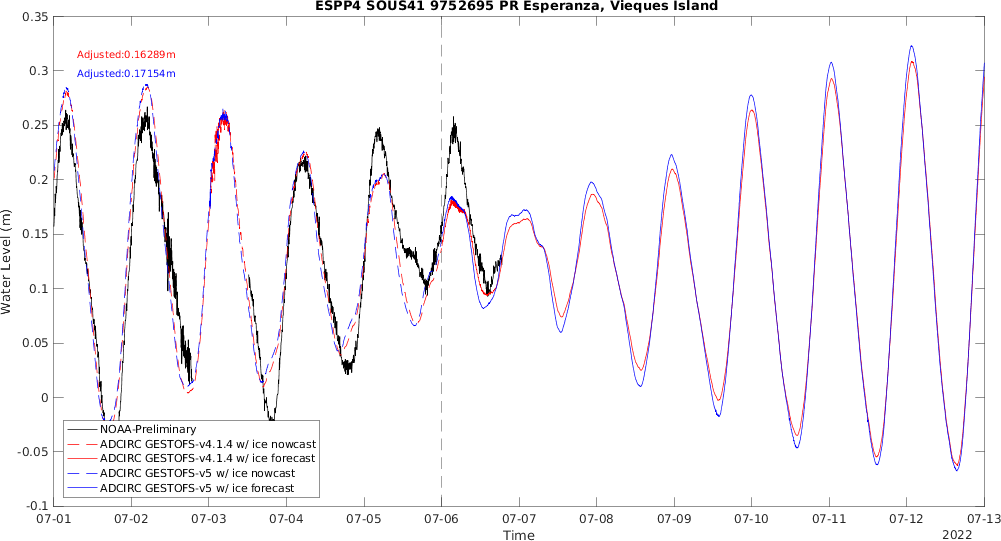 ESPP4 SOUS41 9752695 PR Esperanza, Vieques Island
0.35
0.3
0.25
0.2
0.15
0.1
0.05
0
-0.05
-0.1
Water Level (m)
Adjusted:0.16289m
Adjusted:0.17154m
NOAA-Preliminary
ADCIRC GESTOFS-v4.1.4 w/ ice nowcast
ADCIRC GESTOFS-v4.1.4 w/ ice forecast
ADCIRC GESTOFS-v5 w/ ice nowcast
ADCIRC GESTOFS-v5 w/ ice forecast
07-01 07-02 07-03 07-04 07-05 07-06 07-07 07-08 07-09 07-10 07-11 07-12 07-13
Time
2022